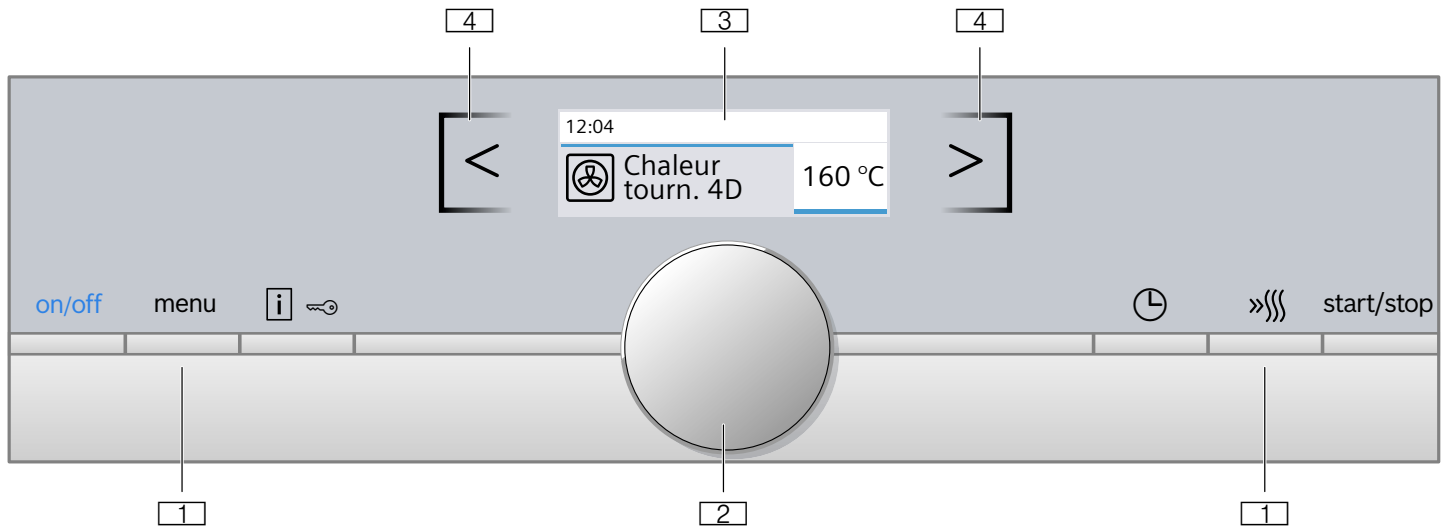 4 3 4
<
12:04
Chaleur
tourn. 4D
160 °C
>
on/off menu i start/stop
1 2 1